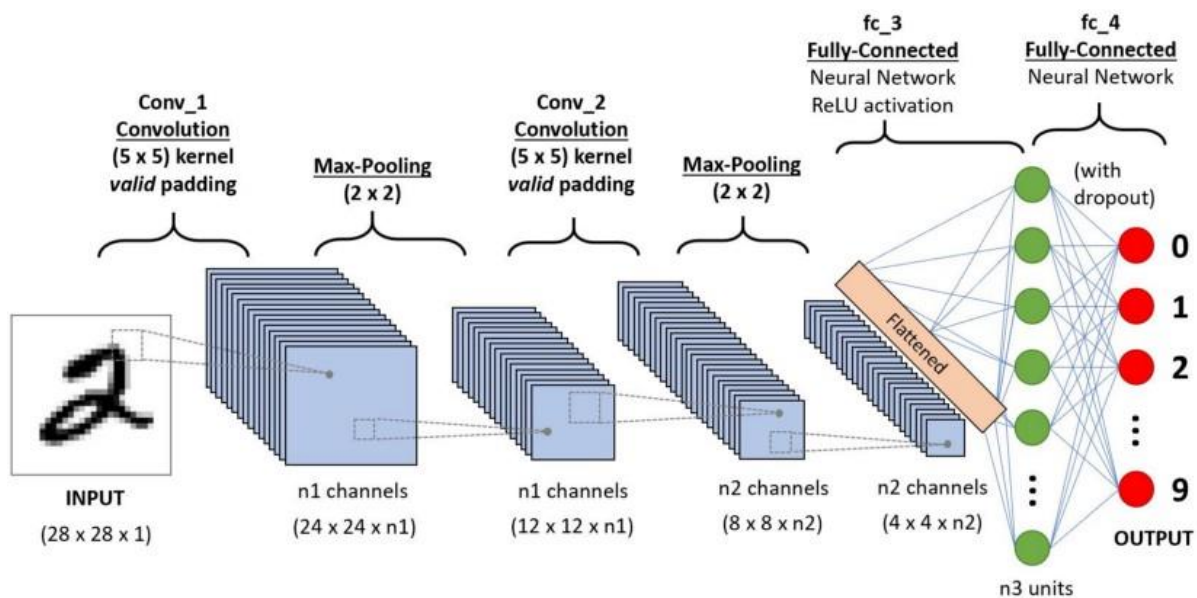 fc_3
Fully-Connected
Neural Network
ReLU activation
fc_4
Fully-Connected
Neural Network
Conv_1
Convolution
(5 x 5) kernel
valid padding
Max-Pooling
(2 x 2)
Conv_2
Convolution
(5 x 5) kernel
valid padding
Max-Pooling
(2 x 2)
(with
dropout)
Flattened
0
1
2
9
INPUT
(28 x 28 x 1)
n1 channels
(24 x 24 x n1)
n1 channels
(12 x 12 x n1)
n2 channels
(8 x 8 x n2)
n2 channels
(4 x 4 x n2)
OUTPUT
n3 units
2